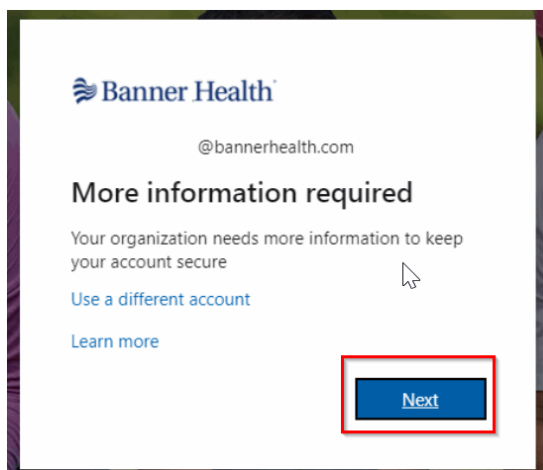 Banner Health
@bannerhealth.com
More information required
Your organization needs more information to keep
your account secure
Use a different account
Learn more
Next